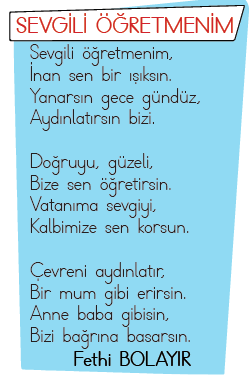 SEVGİLİ ÖĞRETMENİM
Sevgili öğretmenim,
İnan sen bir ışıksın.
Yanarsın gece gündüz,
Aydınlatırsın bizi.
Doğruyu, güzeli,
Bize sen öğretirsin.
Vatanıma sevgiyi,
Kalbimize sen korsun.
Çevreni aydınlatır,
Bir mum gibi erirsin.
Anne baba gibisin,
Bizi bağrına basarsın.
Fethi BOLAYIR